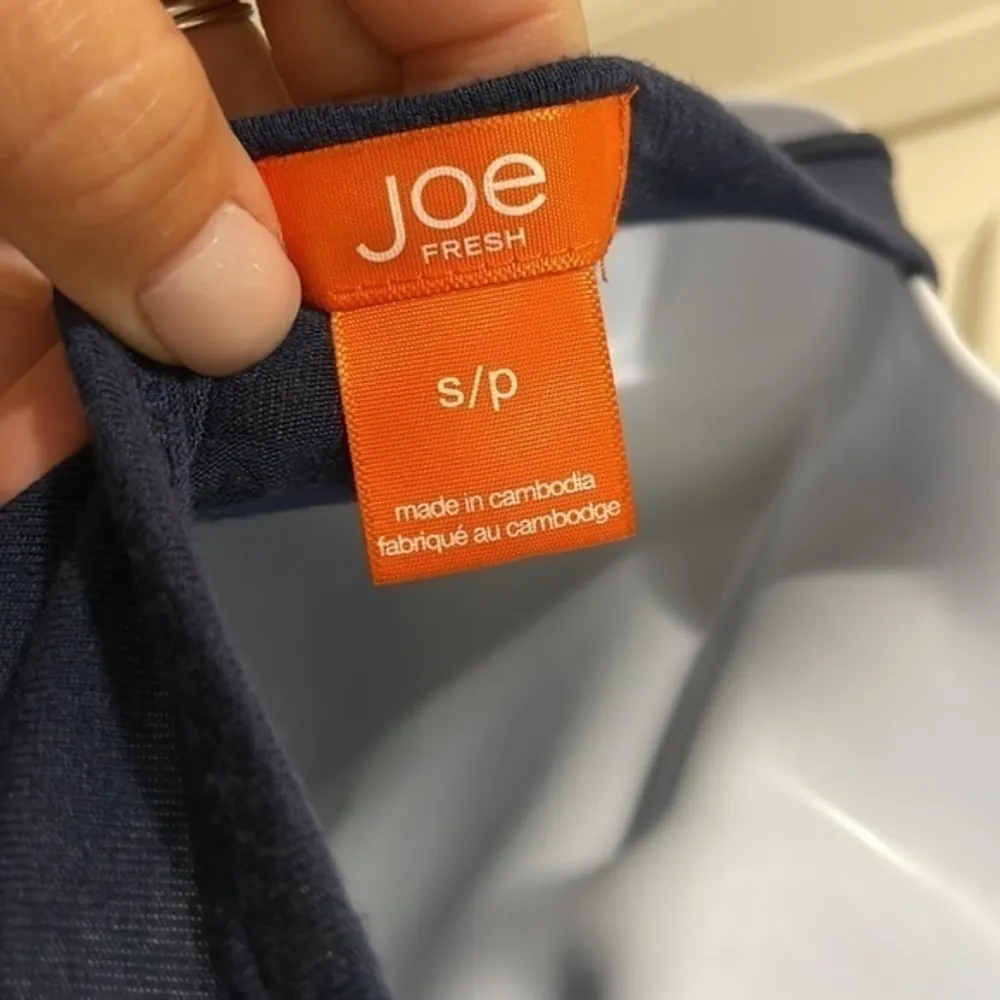 Joe
FRESH
s/p
made in cambodia
fabriqué au cambodge